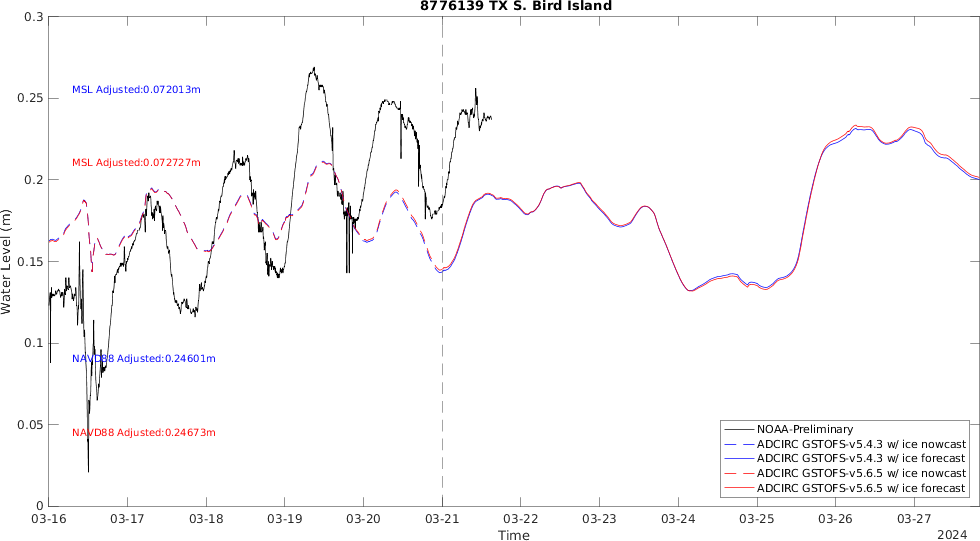 8776139 TX S. Bird Island
0.3
0.25
0.2
0.15
0.1
0.05
0
Water Level (m)
MSL Adjusted:0.072013m
MSL Adjusted:0.072727m
NAVD88 Adjusted:0.24601m
NAVD88 Adjusted:0.24673m
NOAA-Preliminary
ADCIRC GSTOFS-v5.4.3 w/ ice nowcast
ADCIRC GSTOFS-v5.4.3 w/ ice forecast
ADCIRC GSTOFS-v5.6.5 w/ ice nowcast
ADCIRC GSTOFS-v5.6.5 w/ ice forecast
03-16 03-17 03-18 03-19 03-20 03-21 03-22 03-23 03-24 03-25 03-26 03-27
Time
2024